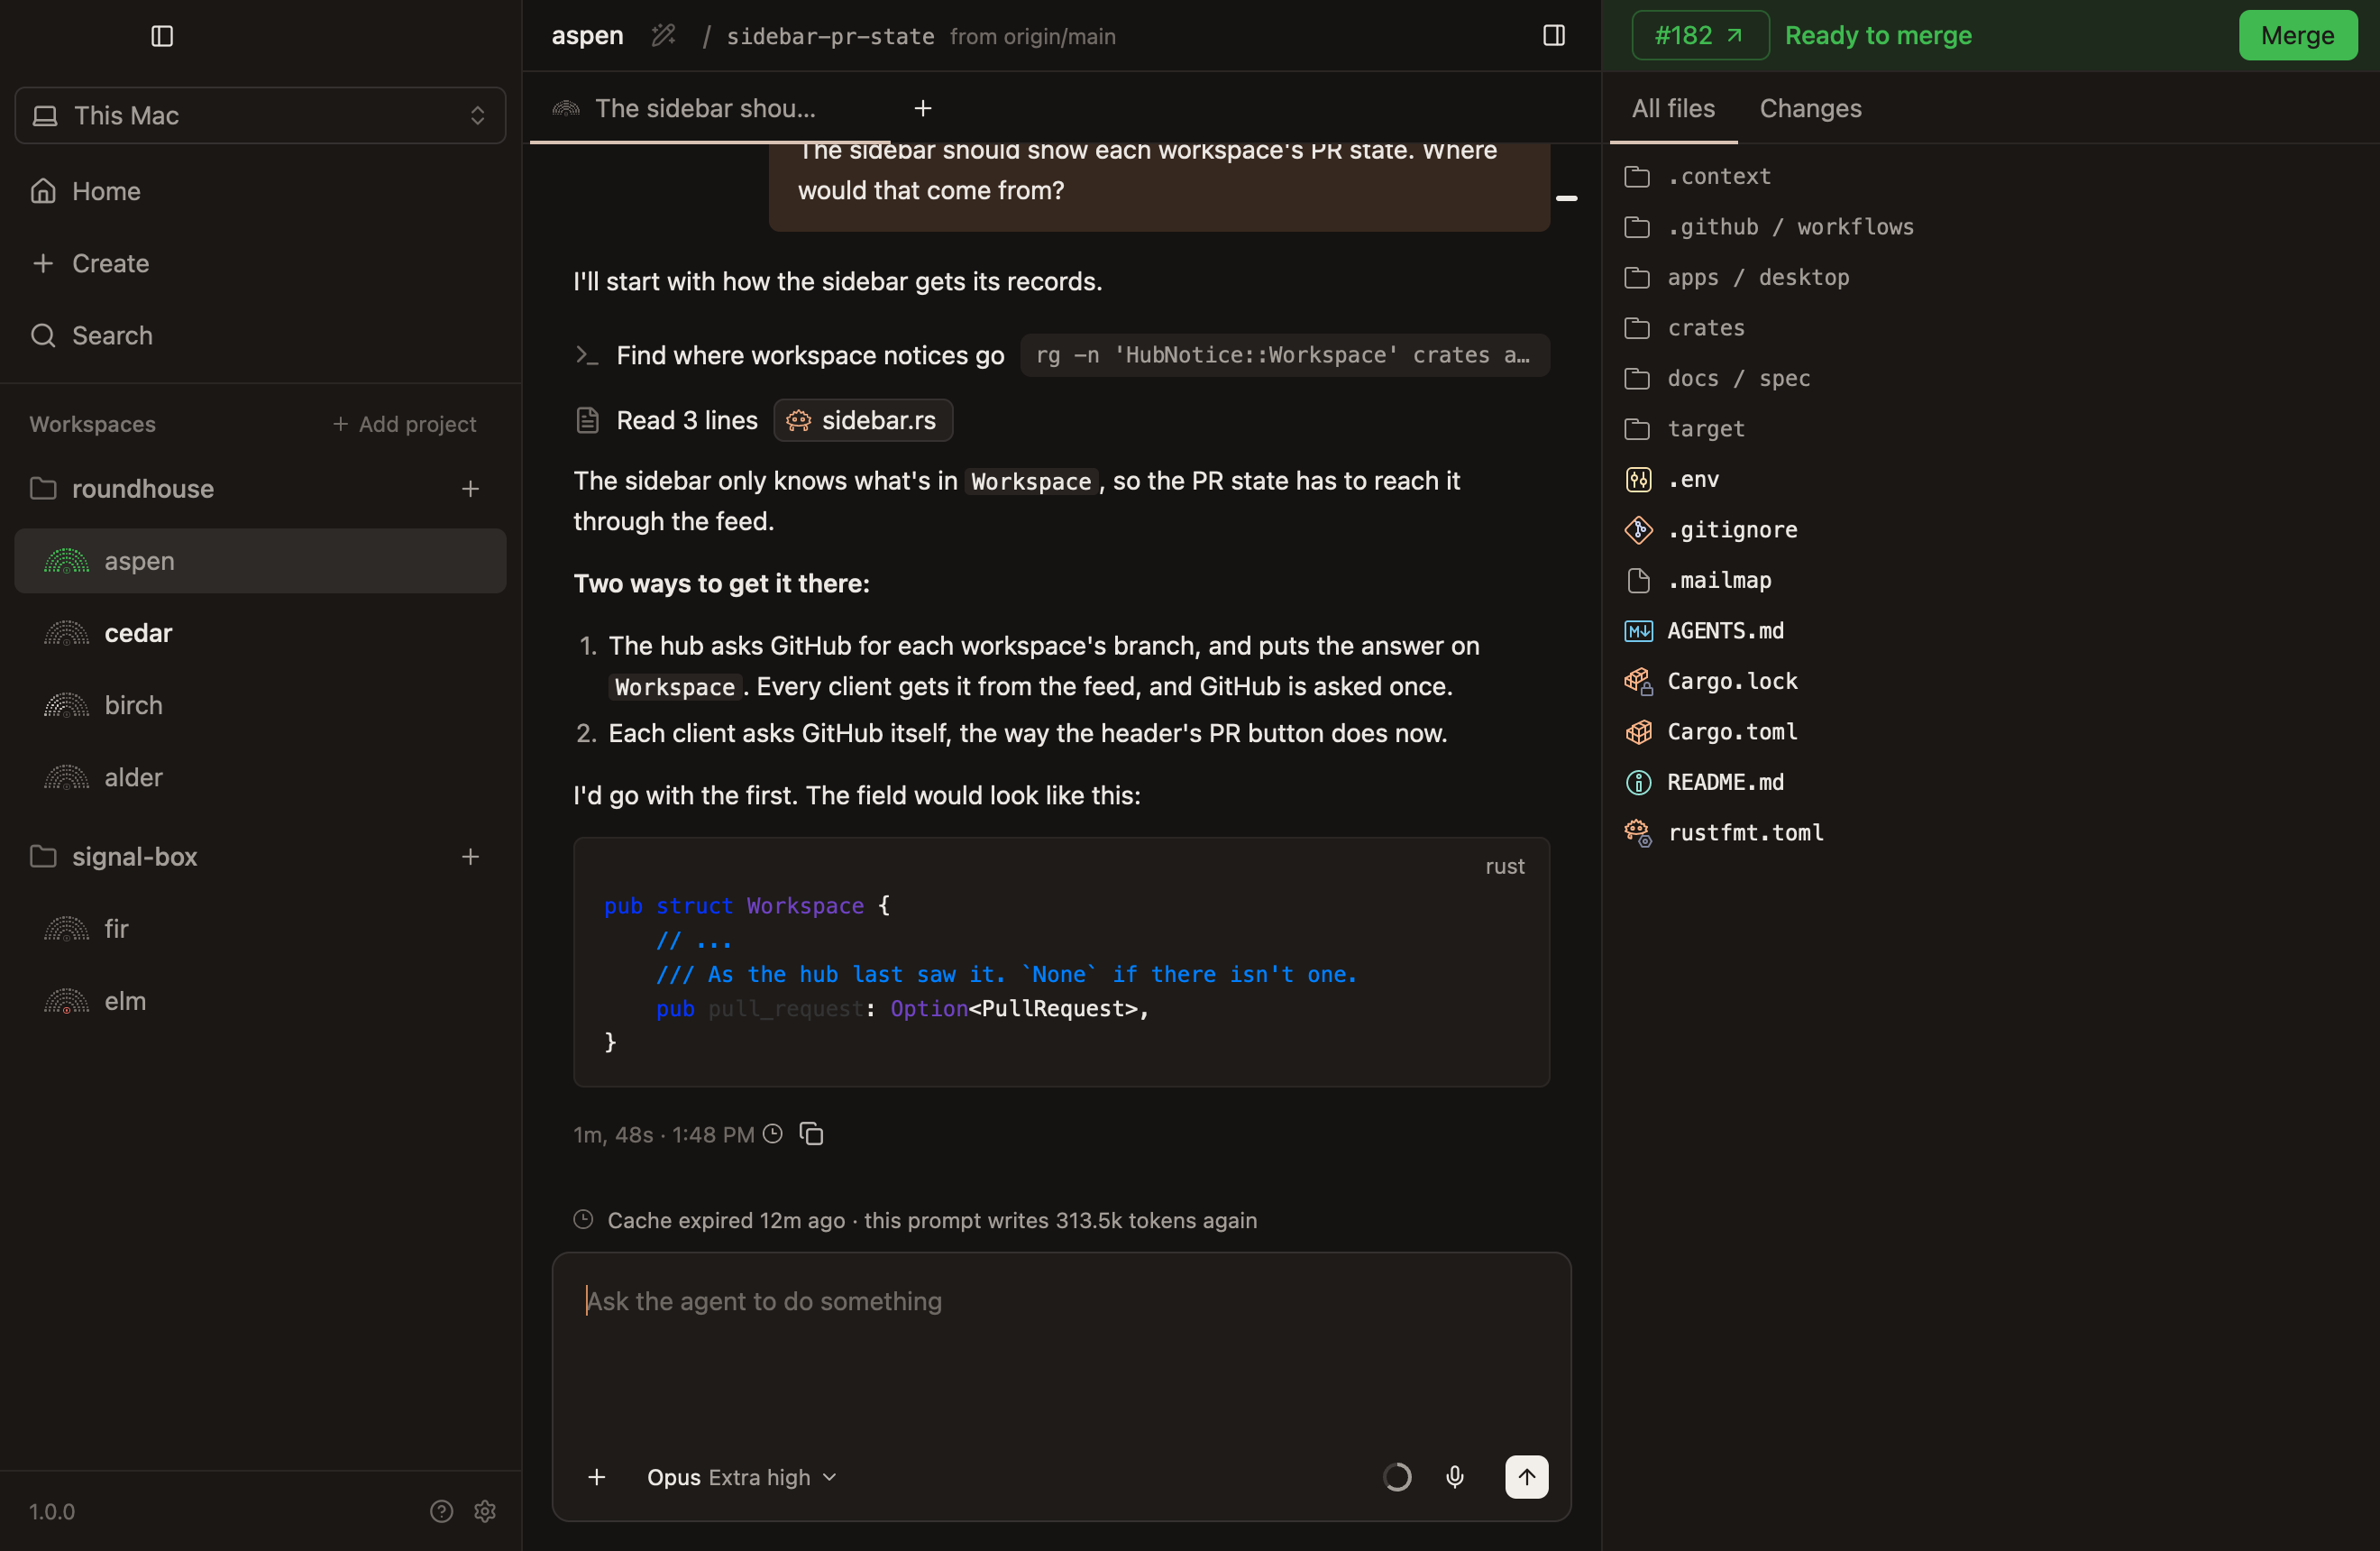 This Mac
Home
Create
Search
Workspaces
+ Add project
roundhouse
aspen
cedar
birch
alder
signal-box
fir
elm
1.0.0
aspen / sidebar-pr-state from origin/main
The sidebar shou...
The sidebar should show each workspace's PR state. Where
would that come from?
I'll start with how the sidebar gets its records.
Find where workspace notices go rg -n 'HubNotice::Workspace' crates a…
Read 3 lines sidebar.rs
The sidebar only knows what's in Workspace, so the PR state has to reach it
through the feed.
Two ways to get it there:
1. The hub asks GitHub for each workspace's branch, and puts the answer on
Workspace. Every client gets it from the feed, and GitHub is asked once.
2. Each client asks GitHub itself, the way the header's PR button does now.
I'd go with the first. The field would look like this:
rust
pub struct Workspace {
// ...
/// As the hub last saw it. `None` if there isn't one.
pub pull_request: Option<PullRequest>,
}
1m, 48s · 1:48 PM
Cache expired 12m ago · this prompt writes 313.5k tokens again
Ask the agent to do something
Opus Extra high
#182 Ready to merge
Merge
All files
Changes
.context
.github / workflows
apps / desktop
crates
docs / spec
target
.env
.gitignore
.mailmap
AGENTS.md
Cargo.lock
Cargo.toml
README.md
rustfmt.toml